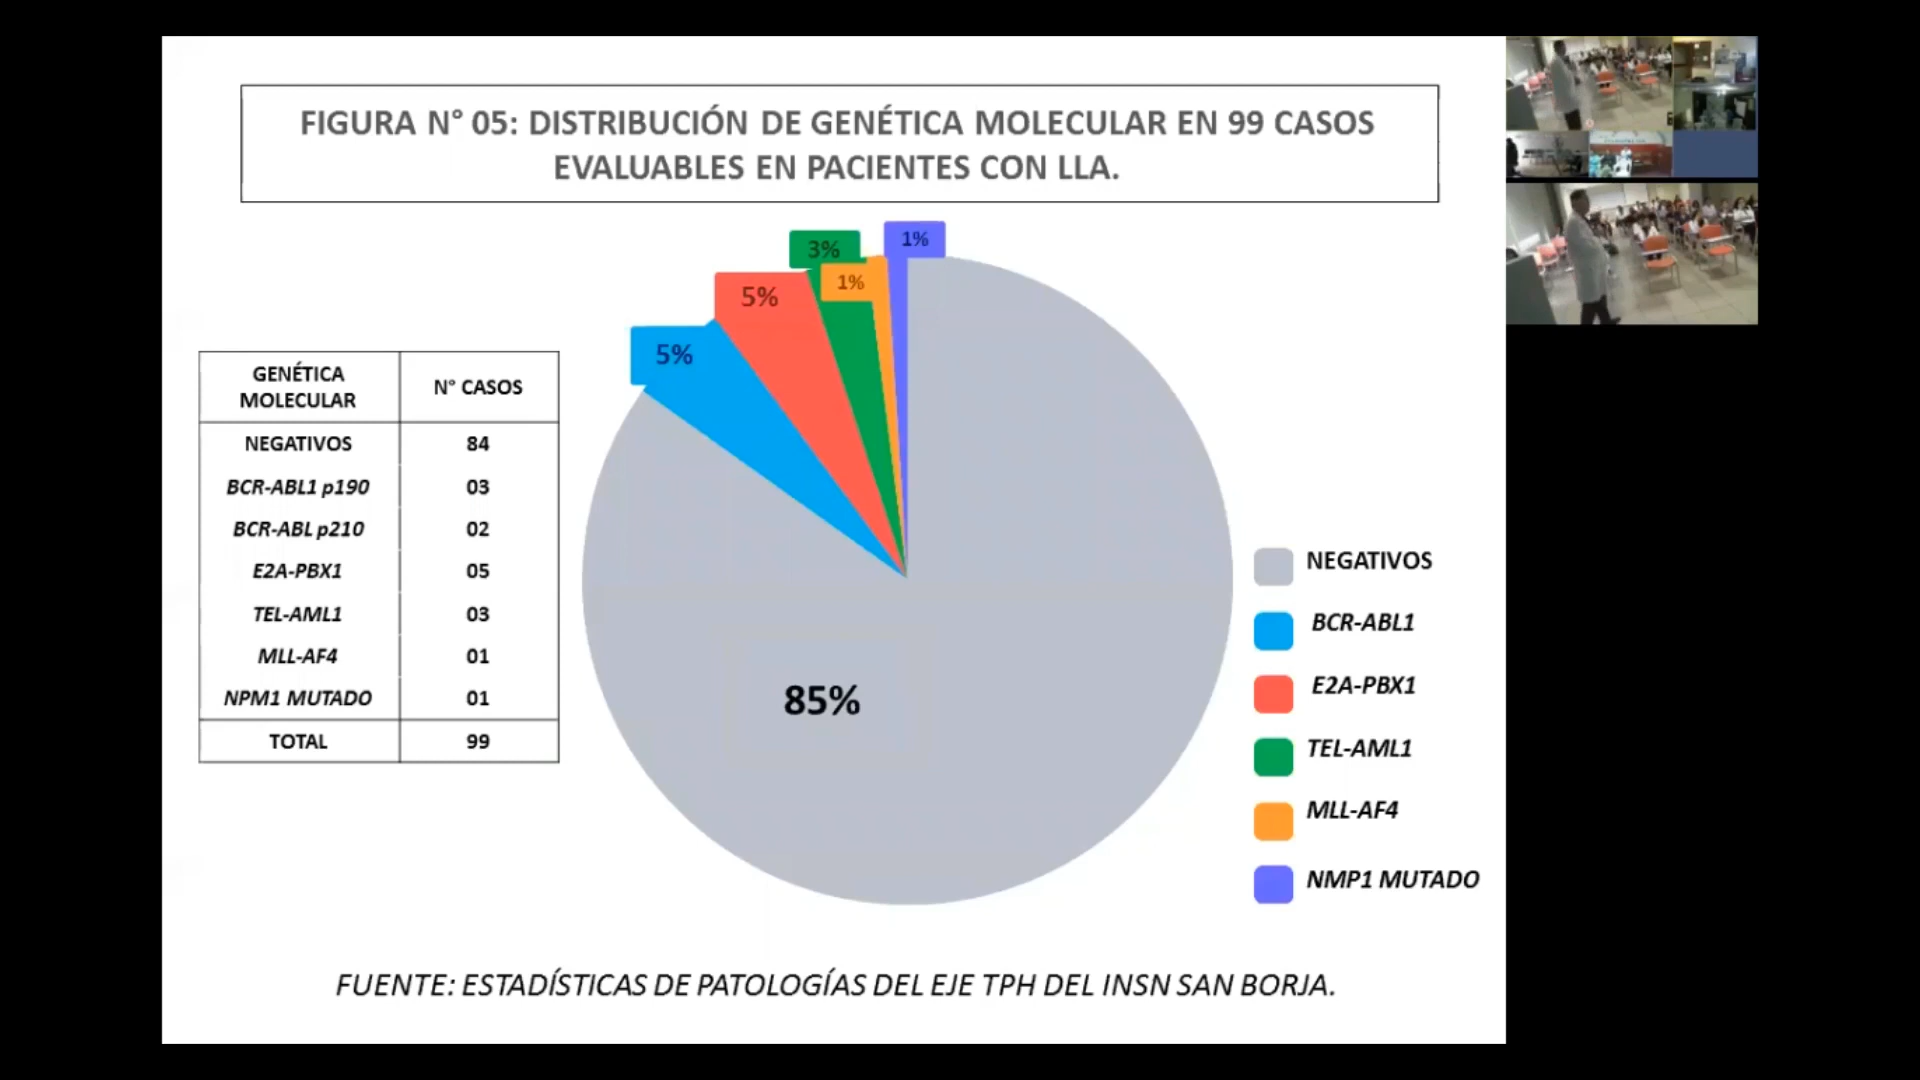 FIGURA N° 05: DISTRIBUCIÓN DE GENÉTICA MOLECULAR EN 99 CASOS
EVALUABLES EN PACIENTES CON LLA.
GENÉTICA
MOLECULAR
N° CASOS
NEGATIVOS 84
BCR-ABL1 p190 03
BCR-ABL p210 02
E2A-PBX1 05
TEL-AML1 03
MLL-AF4 01
NPM1 MUTADO 01
TOTAL 99
5%
5%
3%
1%
1%
85%
NEGATIVOS
BCR-ABL1
E2A-PBX1
TEL-AML1
MLL-AF4
NMP1 MUTADO
FUENTE: ESTADÍSTICAS DE PATOLOGÍAS DEL EJE TPH DEL INSN SAN BORJA.